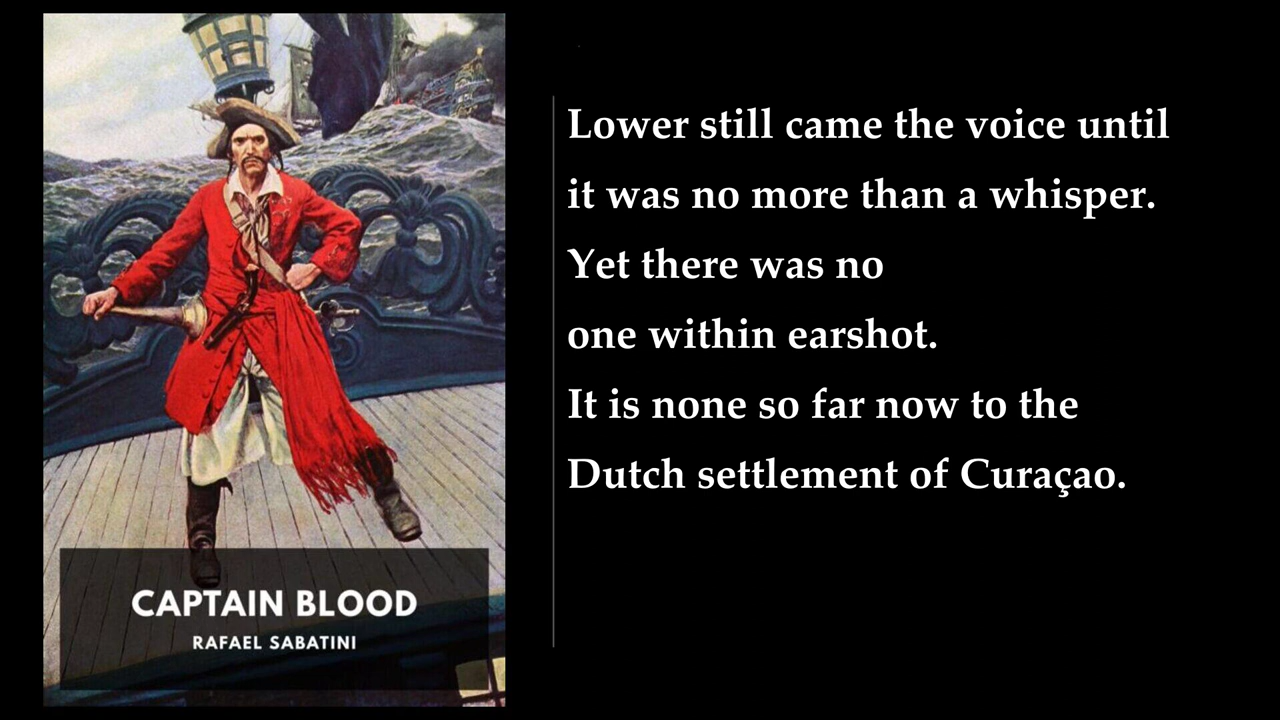 CAPTAIN BLOOD
RAFAEL SABATINI
Lower still came the voice until
it was no more than a whisper.
Yet there was no
one within earshot.
It is none so far now to the
Dutch settlement of Curaçao.